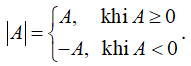 |A| = { A, khi A ≥ 0
−A, khi A < 0 .